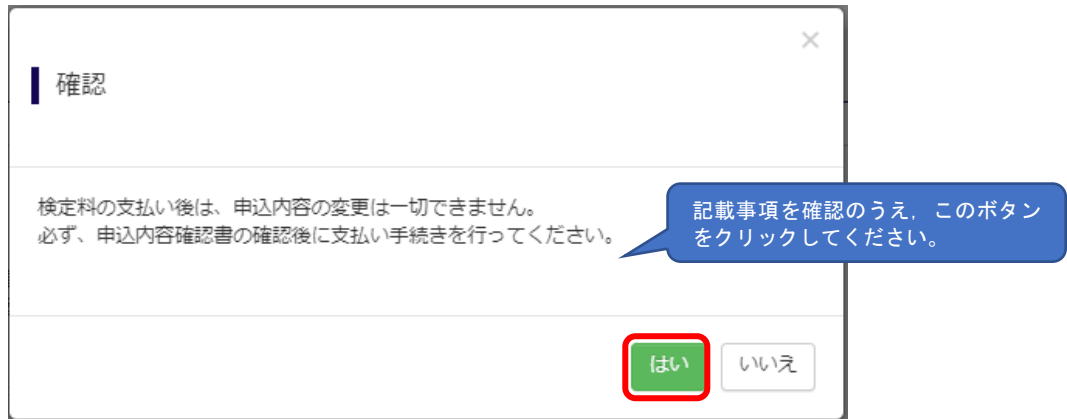 ×
確認
検定料の支払い後は、申込内容の変更は一切できません。
必ず、申込内容確認書の確認後に支払い手続きを行ってください。
記載事項を確認のうえ，このボタン
をクリックしてください。
はい
いいえ